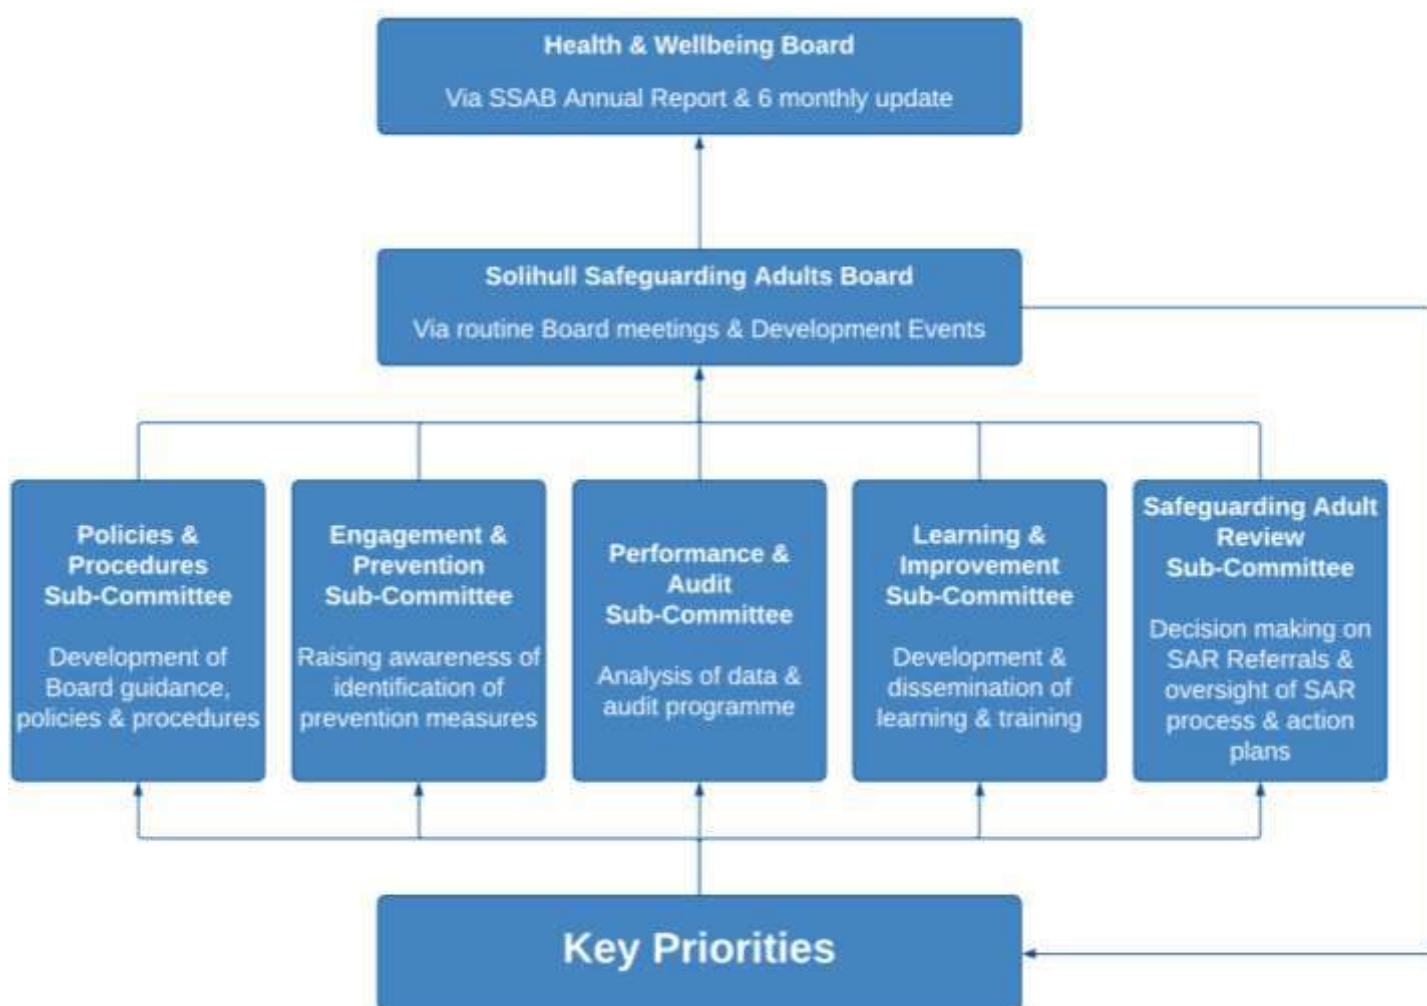 Health & Wellbeing Board
Via SSAB Annual Report & 6 monthly update
Solihull Safeguarding Adults Board
Via routine Board meetings & Development Events
Policies &
Procedures
Sub-Committee
Development of
Board guidance,
policies & procedures
Engagement &
Prevention
Sub-Committee
Raising awareness of
identification of
prevention measures
Performance &
Audit
Sub-Committee
Analysis of data &
audit programme
Learning &
Improvement
Sub-Committee
Development &
dissemination of
learning & training
Safeguarding Adult
Review
Sub-Committee
Decision making on
SAR Referrals &
oversight of SAR
process & action
plans
Key Priorities